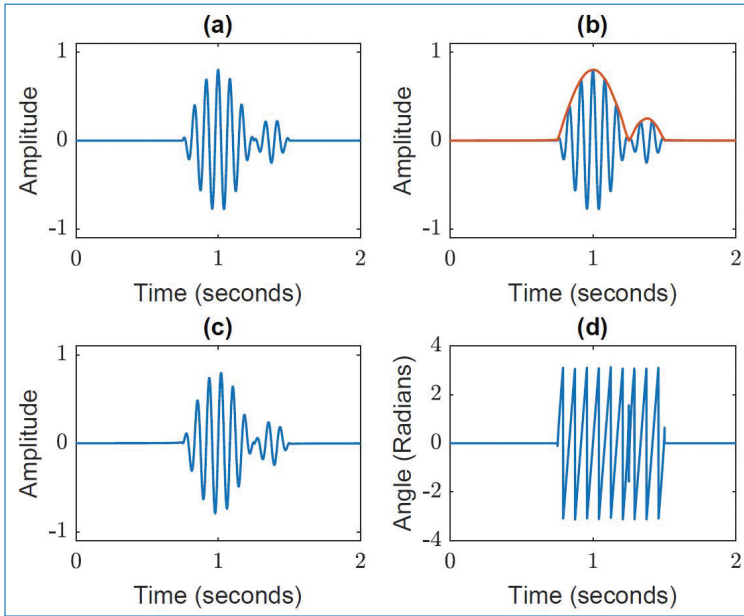 (a)
1
0
-1
Amplitude
0
1
2
Time (seconds)
(b)
1
0
-1
Amplitude
0
1
2
Time (seconds)
(c)
1
0
-1
Amplitude
0
1
2
Time (seconds)
(d)
4
2
0
-2
-4
Angle (Radians)
0
1
2
Time (seconds)